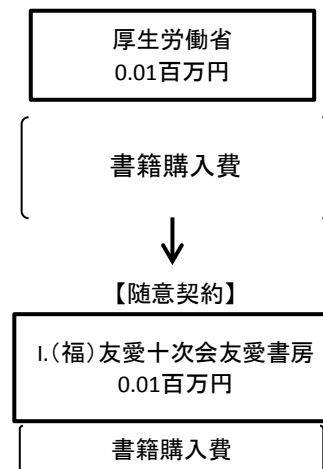 厚生労働省
0.01百万円
書籍購入費
【随意契約】
I.（福）友愛十次会友愛書房
0.01百万円
書籍購入費